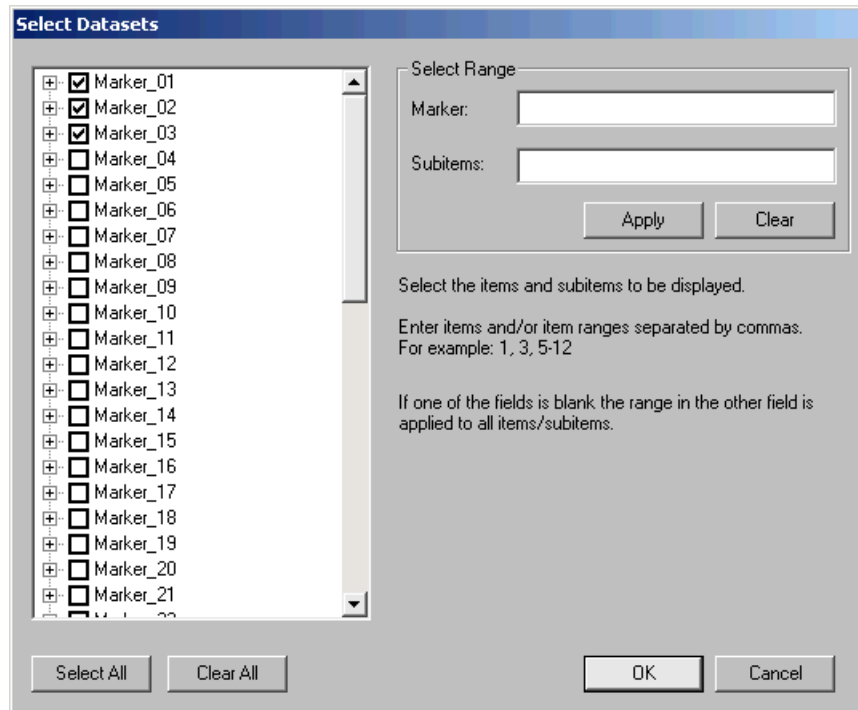 Select Datasets
Marker_01
Marker_02
Marker_03
Marker_04
Marker_05
Marker_06
Marker_07
Marker_08
Marker_09
Marker_10
Marker_11
Marker_12
Marker_13
Marker_14
Marker_15
Marker_16
Marker_17
Marker_18
Marker_19
Marker_20
Marker_21
Select All
Clear All
Select Range
Marker:
Subitems:
Apply
Clear
Select the items and subitems to be displayed.
Enter items and/or item ranges separated by commas.
For example: 1, 3, 5-12
If one of the fields is blank the range in the other field is
applied to all items/subitems.
OK
Cancel